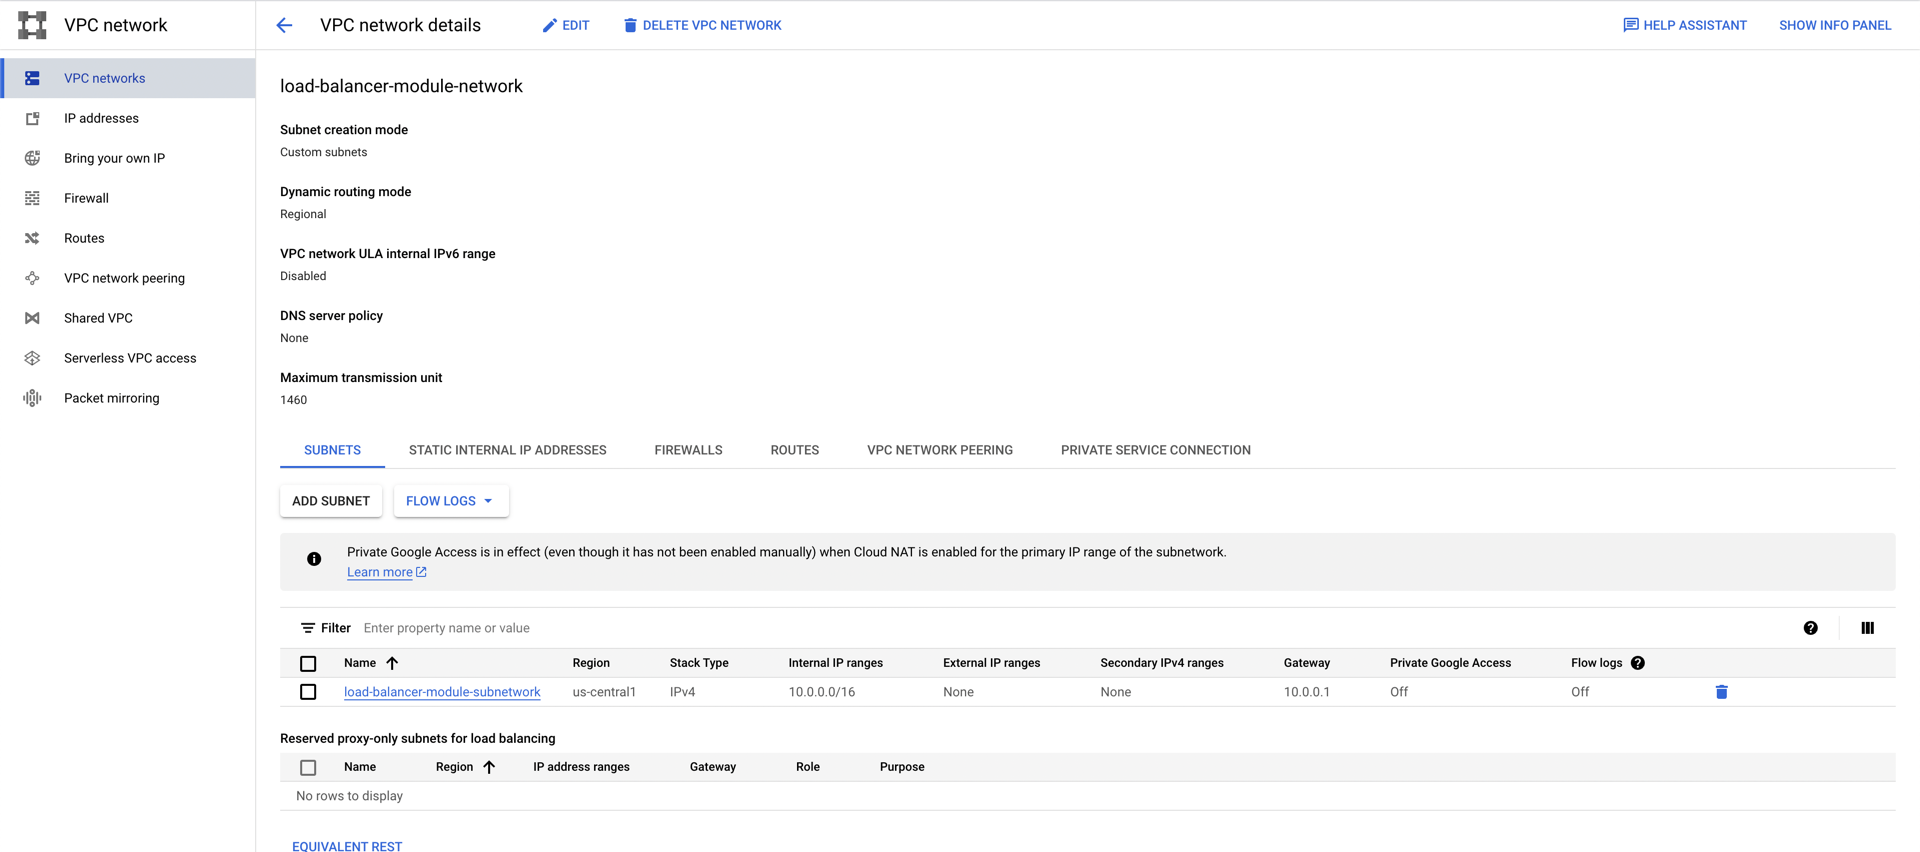 VPC network
VPC network details
EDIT
DELETE VPC NETWORK
HELP ASSISTANT
SHOW INFO PANEL
VPC networks
IP addresses
Bring your own IP
Firewall
Routes
VPC network peering
Shared VPC
Serverless VPC access
Packet mirroring
load-balancer-module-network
Subnet creation mode
Custom subnets
Dynamic routing mode
Regional
VPC network ULA internal IPv6 range
Disabled
DNS server policy
None
Maximum transmission unit
1460
SUBNETS STATIC INTERNAL IP ADDRESSES FIREWALLS ROUTES VPC NETWORK PEERING PRIVATE SERVICE CONNECTION
ADD SUBNET FLOW LOGS
Private Google Access is in effect (even though it has not been enabled manually) when Cloud NAT is enabled for the primary IP range of the subnetwork.
Learn more
Filter Enter property name or value
Name Region Stack Type Internal IP ranges External IP ranges Secondary IPv4 ranges Gateway Private Google Access Flow logs
load-balancer-module-subnetwork us-central1 IPv4 10.0.0.0/16 None None 10.0.0.1 Off Off
Reserved proxy-only subnets for load balancing
Name Region IP address ranges Gateway Role Purpose
No rows to display
EQUIVALENT REST